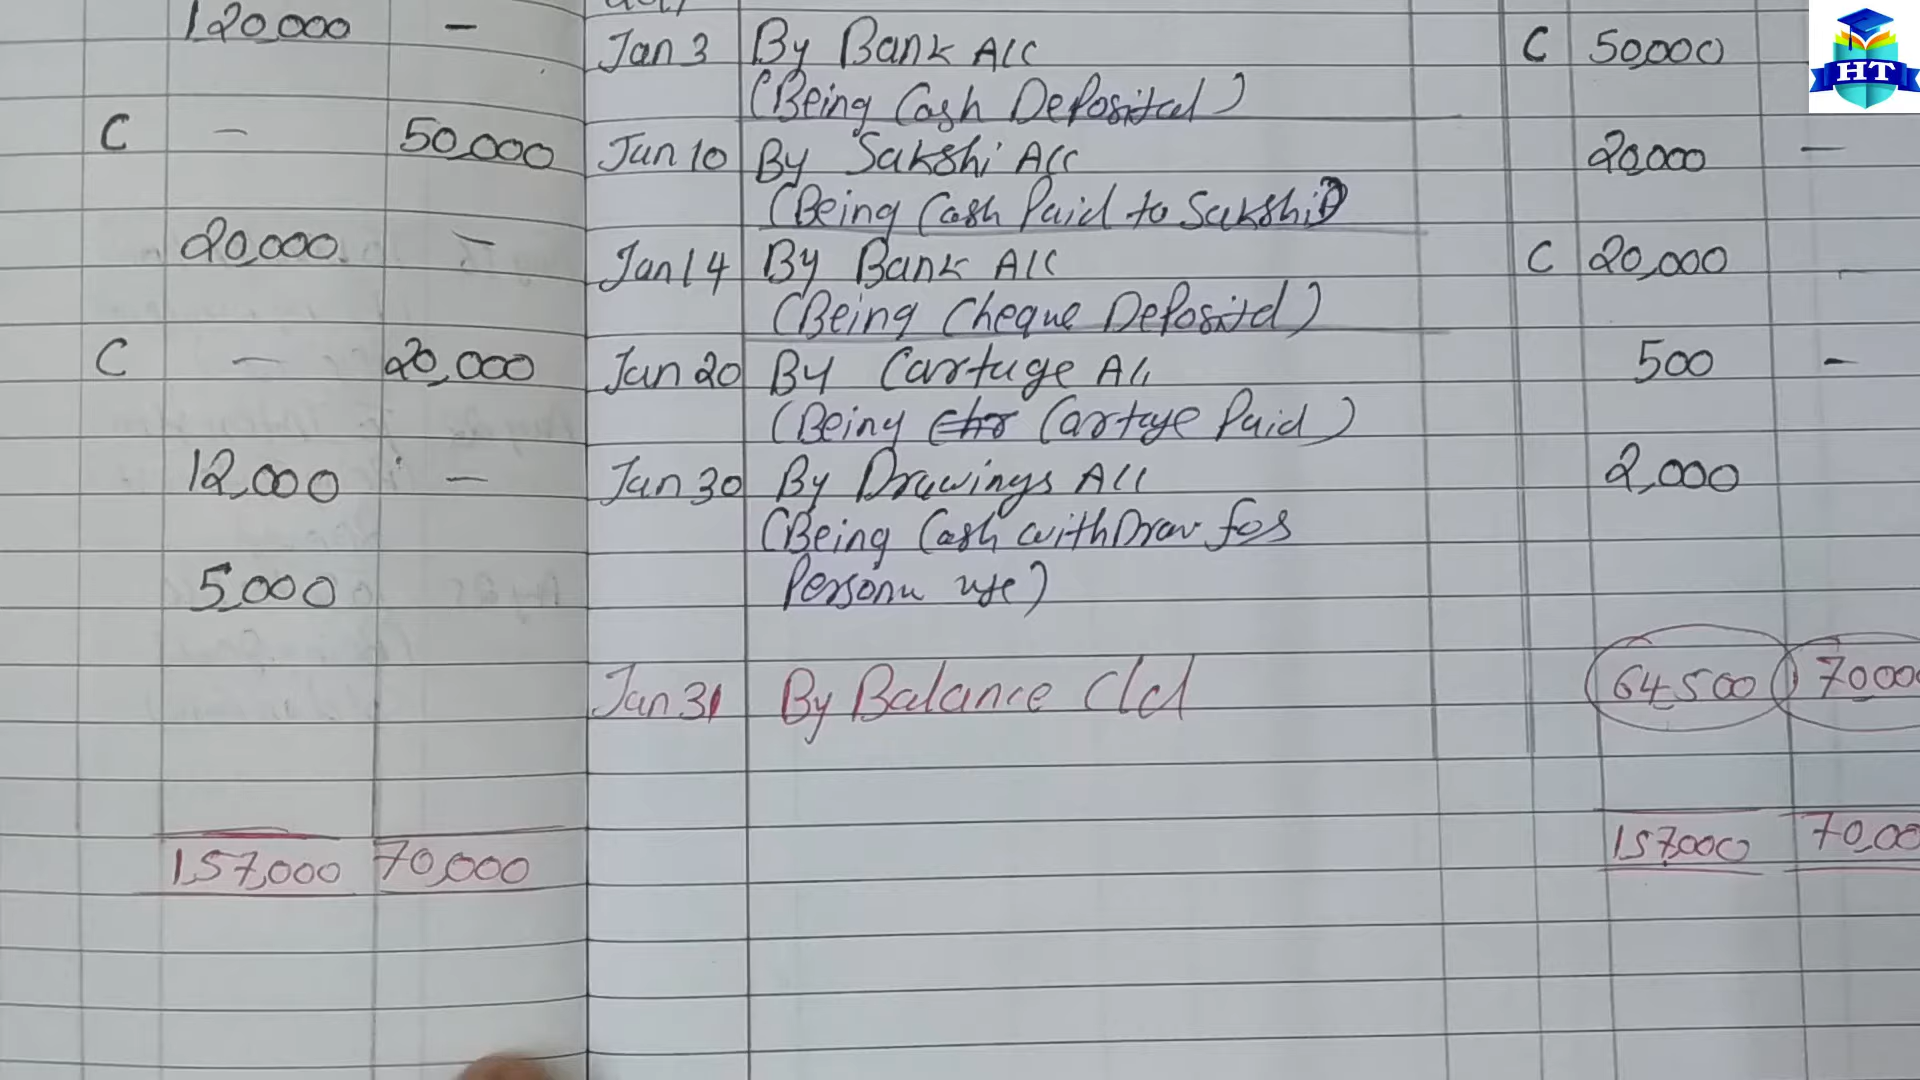 1,20,000 —
Jan 3 By Bank A/C C 50,000
(Being Cash Deposited)
C — 50,000
Jan 10 By Sakshi A/C 20,000 —
(Being Cash Paid to Sakshi)
20,000 —
Jan 14 By Bank A/C C 20,000
(Being Cheque Deposited)
C — 20,000
Jan 20 By Cartage A/c 500 —
(Being Cartage Paid)
12,000 —
Jan 30 By Drawings A/C 2,000
(Being Cash withDraw for
5,000
use)
Jan 31 By Balance C/d 64,500 7000
1,57,000 70,000
1,57,000 70,00
HT